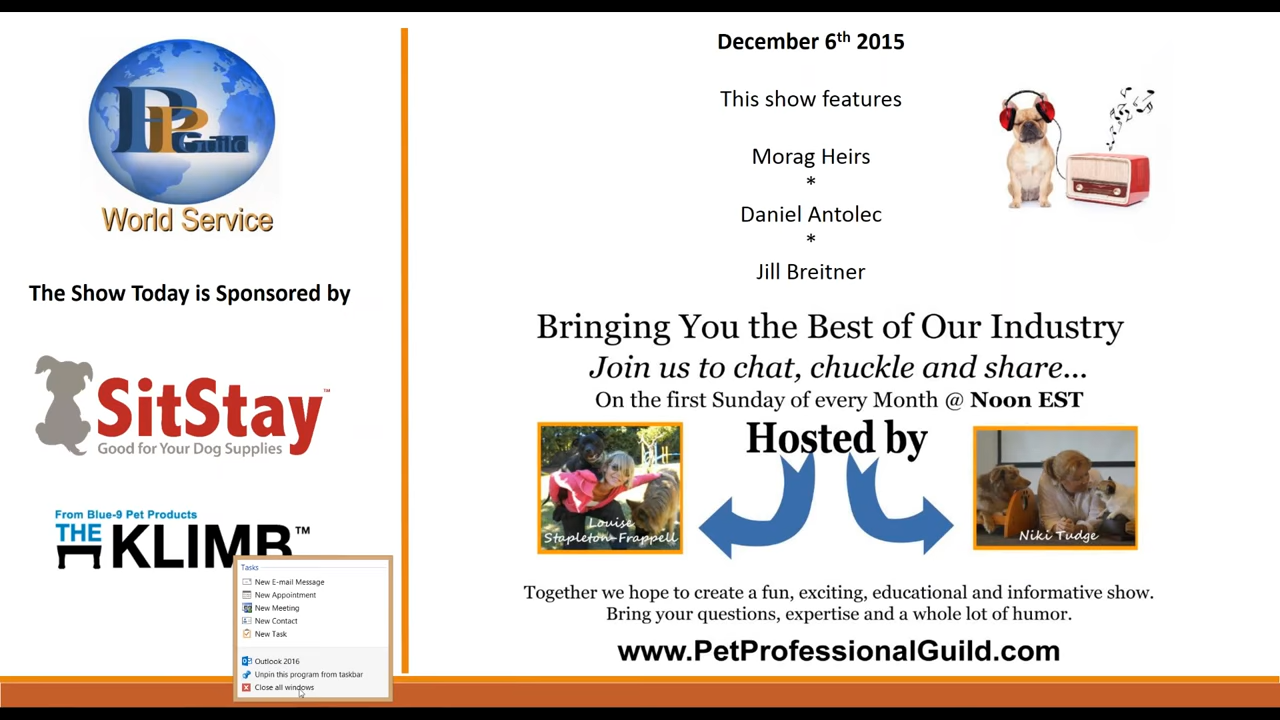 PPGuild
World Service
The Show Today is Sponsored by
SitStay™
Good for Your Dog Supplies
From Blue-9 Pet Products
THE KLIMB™
Tasks
New E-mail Message
New Appointment
New Meeting
New Contact
New Task
Outlook 2016
Unpin this program from taskbar
Close all windows
December 6th 2015
This show features
Morag Heirs
*
Daniel Antolec
*
Jill Breitner
Bringing You the Best of Our Industry
Join us to chat, chuckle and share...
On the first Sunday of every Month @ Noon EST
Hosted by
Louise
Stapleton-Frappell
Niki Tudge
Together we hope to create a fun, exciting, educational and informative show.
Bring your questions, expertise and a whole lot of humor.
www.PetProfessionalGuild.com